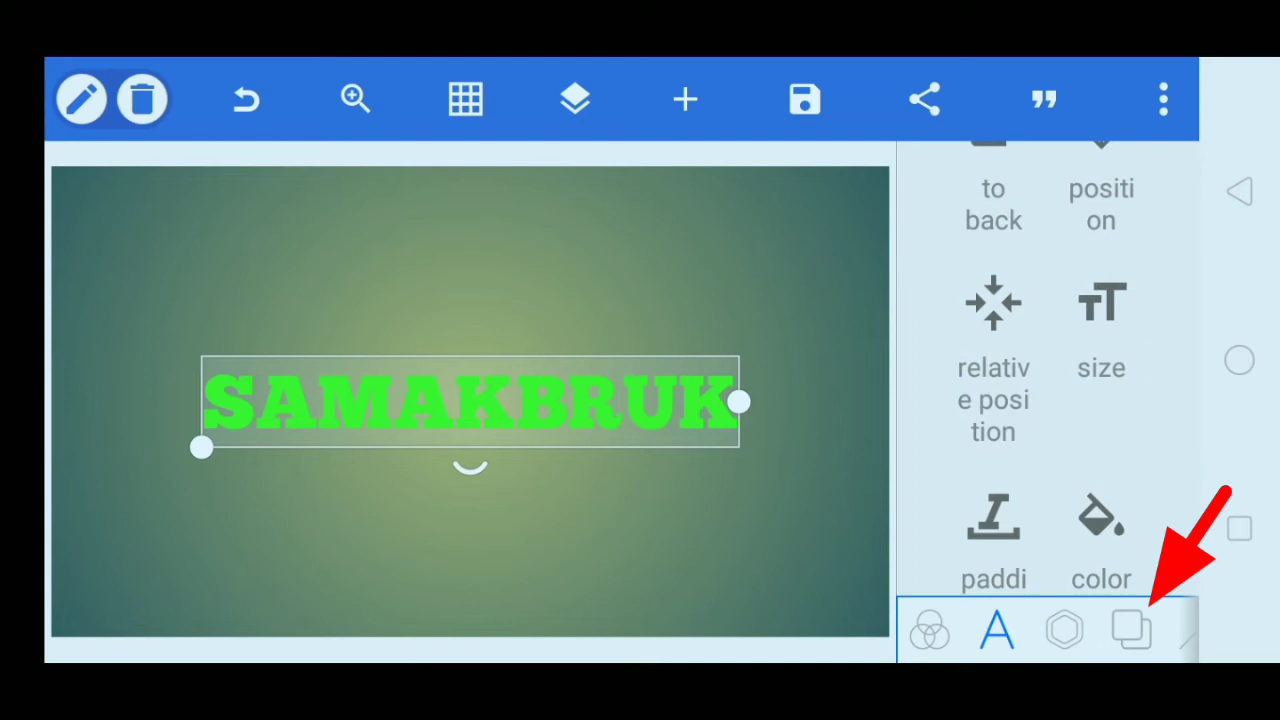 to
back
positi
on
SAMAKBRUK
relativ
e posi
tion
size
paddi
color